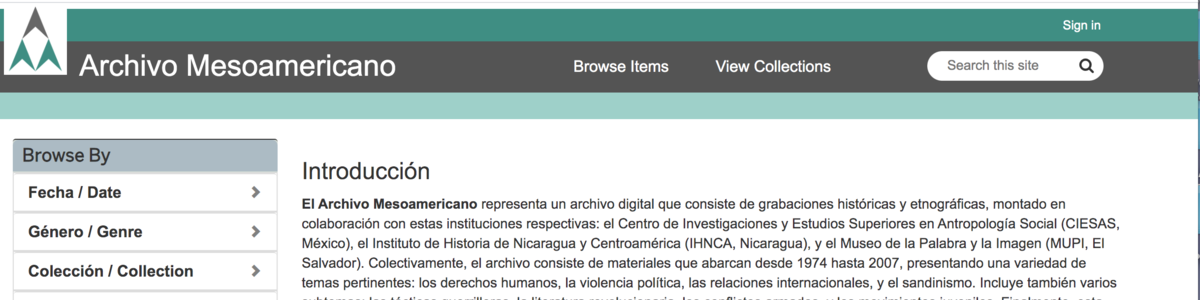 Sign in
Archivo Mesoamericano
Browse Items
View Collections
Search this site
Browse By
Fecha / Date
Género / Genre
Colección / Collection
Introducción
El Archivo Mesoamericano representa un archivo digital que consiste de grabaciones históricas y etnográficas, montado en
colaboración con estas instituciones respectivas: el Centro de Investigaciones y Estudios Superiores en Antropología Social (CIESAS,
México), el Instituto de Historia de Nicaragua y Centroamérica (IHNCA, Nicaragua), y el Museo de la Palabra y la Imagen (MUPI, El
Salvador). Colectivamente, el archivo consiste de materiales que abarcan desde 1974 hasta 2007, presentando una variedad de
temas pertinentes: los derechos humanos, la violencia política, las relaciones internacionales, y el sandinismo. Incluye también varios